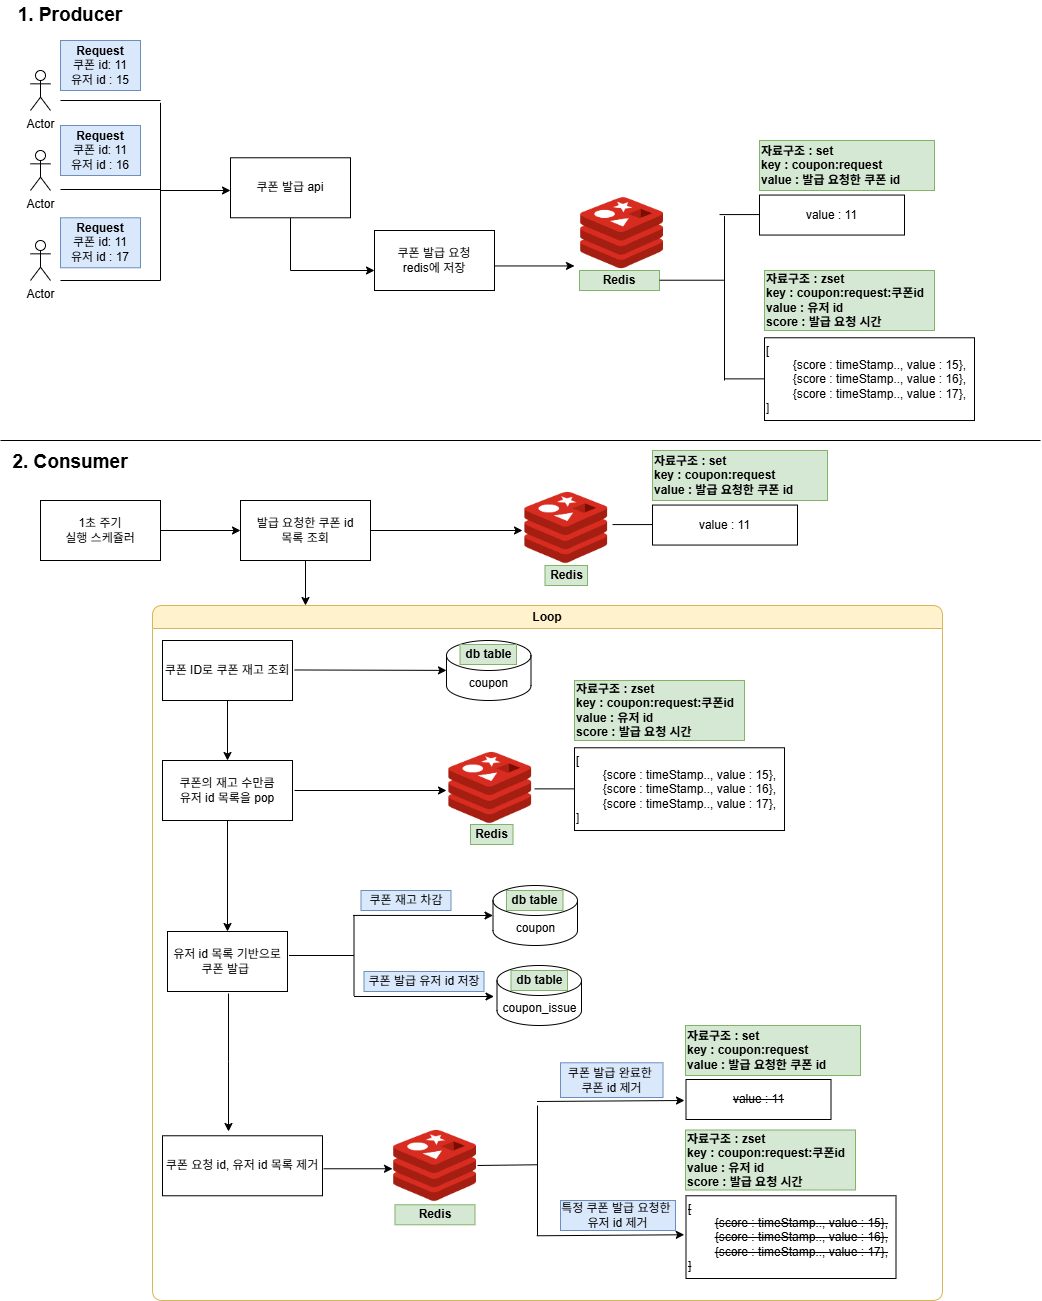 1. Producer
Request
쿠폰 id: 11
유저 id : 15
Actor
Request
쿠폰 id: 11
유저 id : 16
Actor
Request
쿠폰 id: 11
유저 id : 17
Actor
쿠폰 발급 api
쿠폰 발급 요청
redis에 저장
Redis
자료구조 : set
key : coupon:request
value : 발급 요청한 쿠폰 id
value : 11
자료구조 : zset
key : coupon:request:쿠폰id
value : 유저 id
score : 발급 요청 시간
[
{score : timeStamp.., value : 15},
{score : timeStamp.., value : 16},
{score : timeStamp.., value : 17},
]
2. Consumer
1초 주기
실행 스케쥴러
발급 요청한 쿠폰 id
목록 조회
Redis
자료구조 : set
key : coupon:request
value : 발급 요청한 쿠폰 id
value : 11
Loop
쿠폰 ID로 쿠폰 재고 조회
db table
coupon
쿠폰의 재고 수만큼
유저 id 목록을 pop
Redis
자료구조 : zset
key : coupon:request:쿠폰id
value : 유저 id
score : 발급 요청 시간
[
{score : timeStamp.., value : 15},
{score : timeStamp.., value : 16},
{score : timeStamp.., value : 17},
]
유저 id 목록 기반으로
쿠폰 발급
쿠폰 재고 차감
db table
coupon
쿠폰 발급 유저 id 저장
db table
coupon_issue
쿠폰 요청 id, 유저 id 목록 제거
Redis
쿠폰 발급 완료한
쿠폰 id 제거
자료구조 : set
key : coupon:request
value : 발급 요청한 쿠폰 id
value : 11
특정 쿠폰 발급 요청한
유저 id 제거
자료구조 : zset
key : coupon:request:쿠폰id
value : 유저 id
score : 발급 요청 시간
[
{score : timeStamp.., value : 15},
{score : timeStamp.., value : 16},
{score : timeStamp.., value : 17},
]